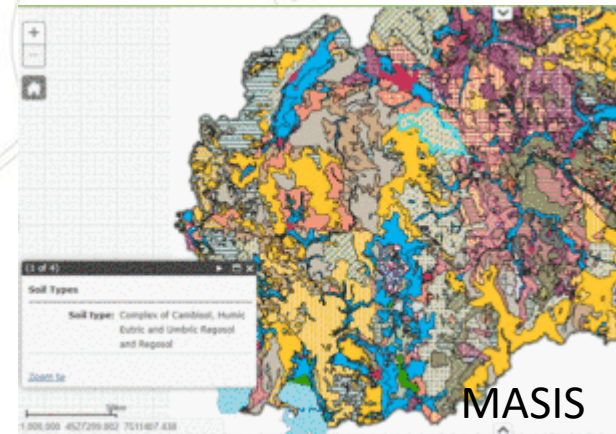 +
−
(1 of 4)
Soil Types
Soil type: Complex of Cambisol, Humic
Eutric and Umbric Regosol
and Regosol
Zoom to
MASIS